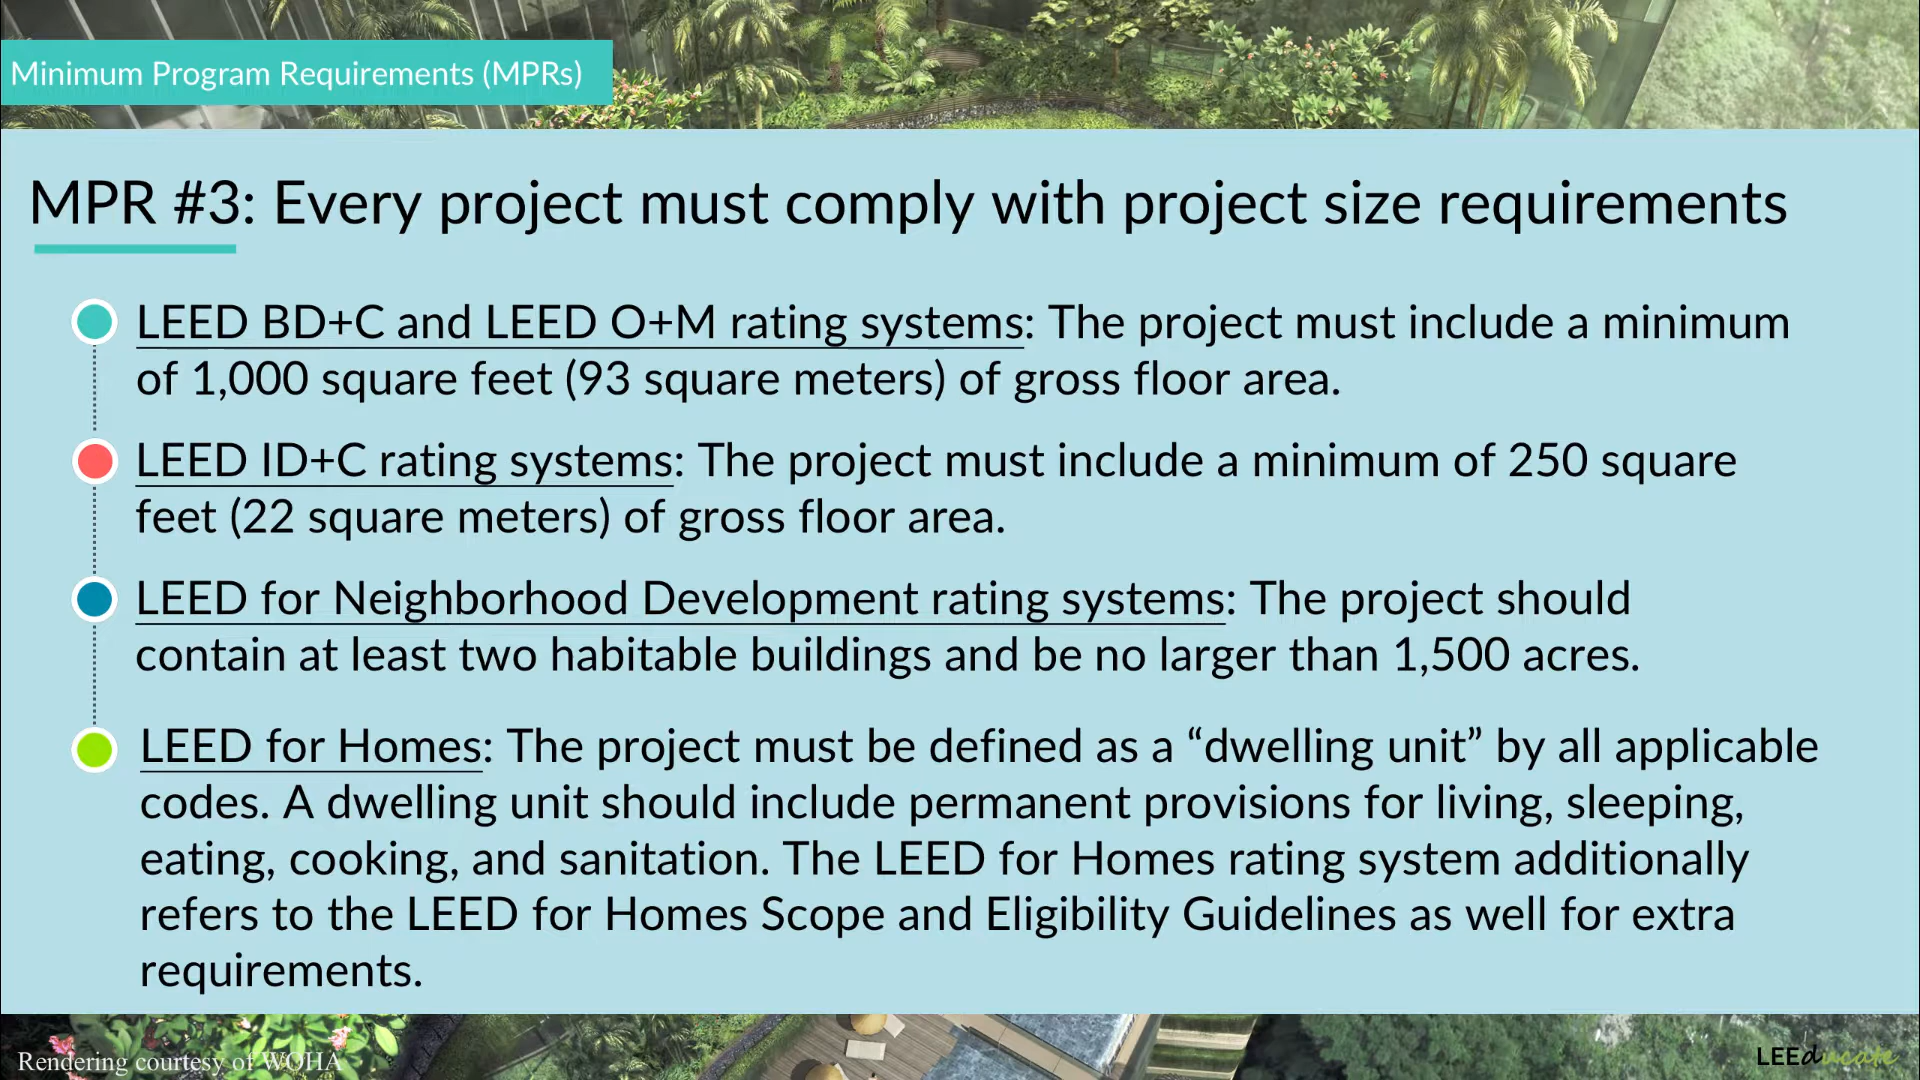 Minimum Program Requirements (MPRs)
MPR #3: Every project must comply with project size requirements
LEED BD+C and LEED O+M rating systems: The project must include a minimum
of 1,000 square feet (93 square meters) of gross floor area.
LEED ID+C rating systems: The project must include a minimum of 250 square
feet (22 square meters) of gross floor area.
LEED for Neighborhood Development rating systems: The project should
contain at least two habitable buildings and be no larger than 1,500 acres.
LEED for Homes: The project must be defined as a “dwelling unit” by all applicable
codes. A dwelling unit should include permanent provisions for living, sleeping,
eating, cooking, and sanitation. The LEED for Homes rating system additionally
refers to the LEED for Homes Scope and Eligibility Guidelines as well for extra
requirements.
Rendering courtesy of WOHA
LEEducate